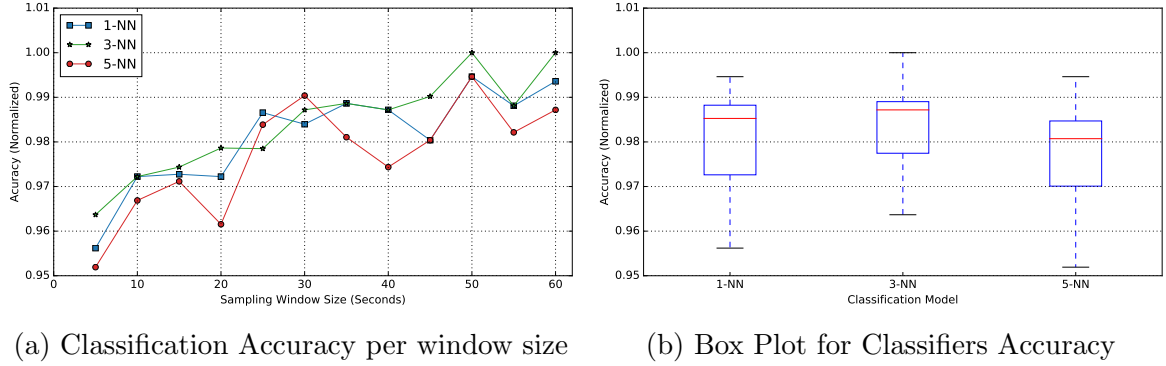 1.01
1.00
0.99
0.98
0.97
0.96
0.95
Acuracy (Normalized)
1-NN
3-NN
5-NN
0 10 20 30 40 50 60
Sampling Window Size (Seconds)
(a) Classification Accuracy per window size
1.01
1.00
0.99
0.98
0.97
0.96
0.95
Accuracy (Normalized)
1-NN 3-NN 5-NN
Classification Model
(b) Box Plot for Classifiers Accuracy